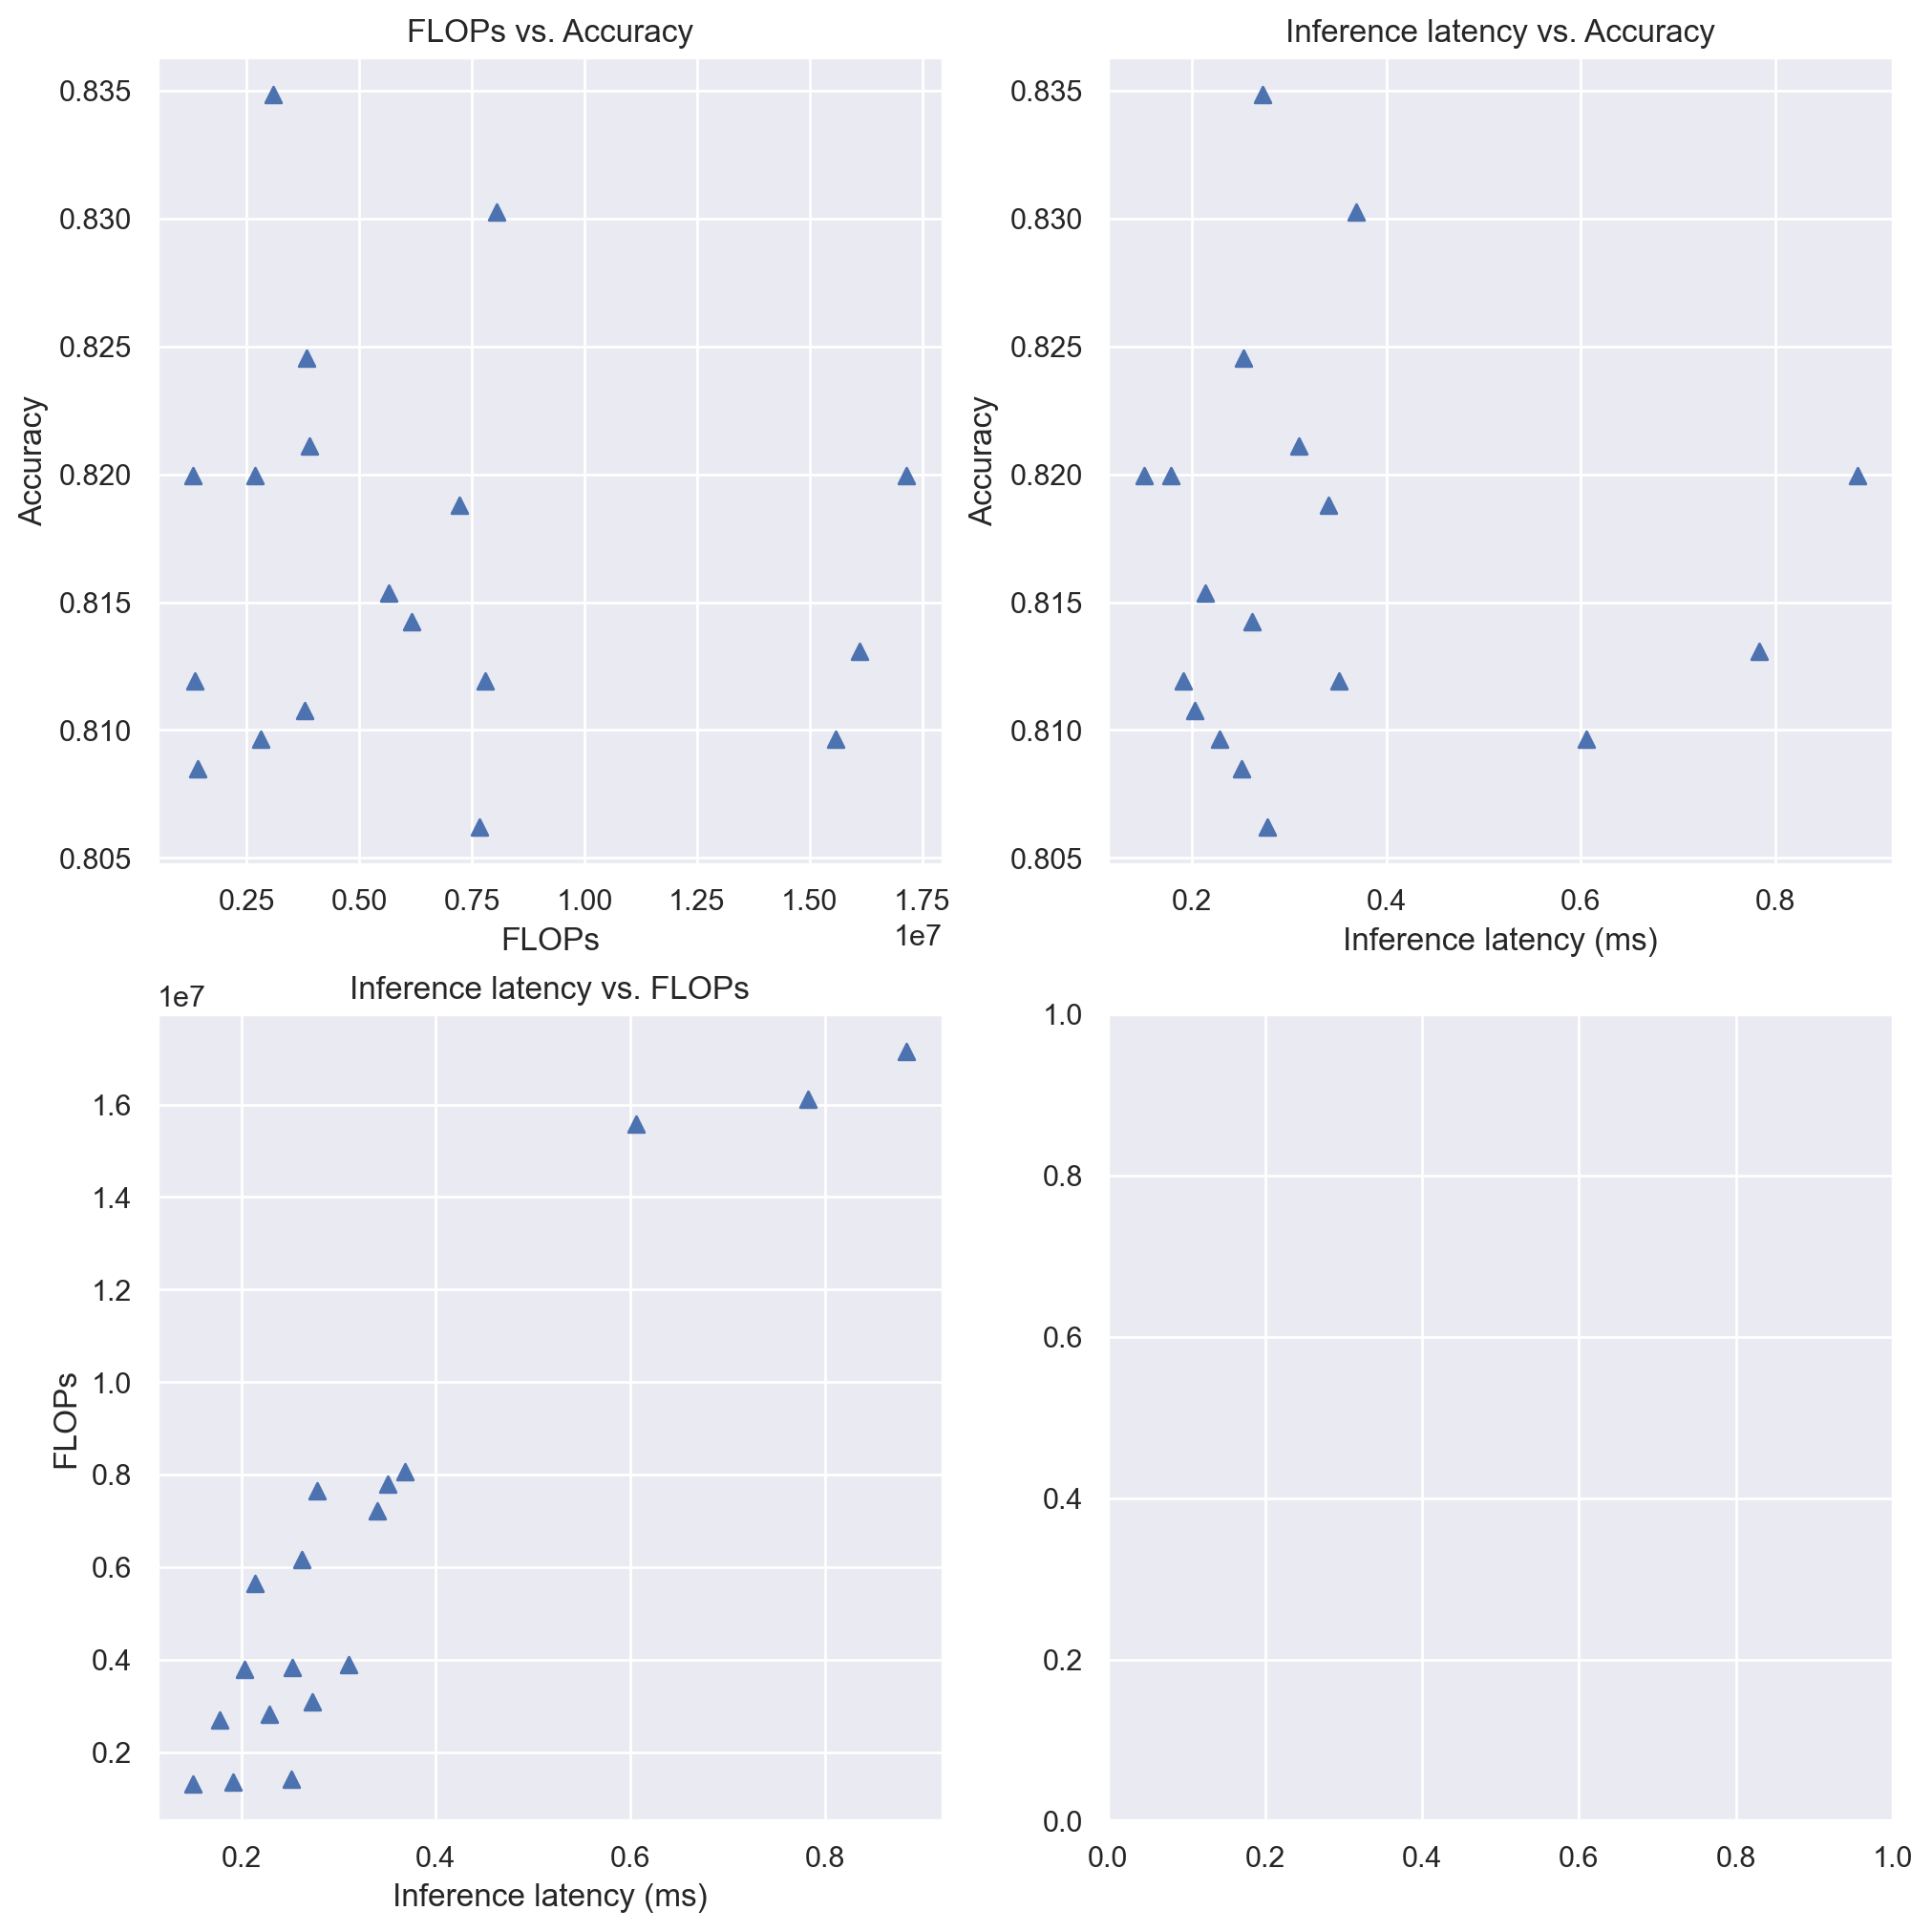 FLOPs vs. Accuracy
0.835
0.830
0.825
0.820
0.815
0.810
0.805
Accuracy
0.25 0.50 0.75 1.00 1.25 1.50 1.75
1e7
FLOPs
Inference latency vs. Accuracy
0.835
0.830
0.825
0.820
0.815
0.810
0.805
Accuracy
0.2 0.4 0.6 0.8
Inference latency (ms)
Inference latency vs. FLOPs
1e7
1.6
1.4
1.2
1.0
0.8
0.6
0.4
0.2
FLOPs
0.2 0.4 0.6 0.8
Inference latency (ms)
1.0
0.8
0.6
0.4
0.2
0.0
0.0 0.2 0.4 0.6 0.8 1.0